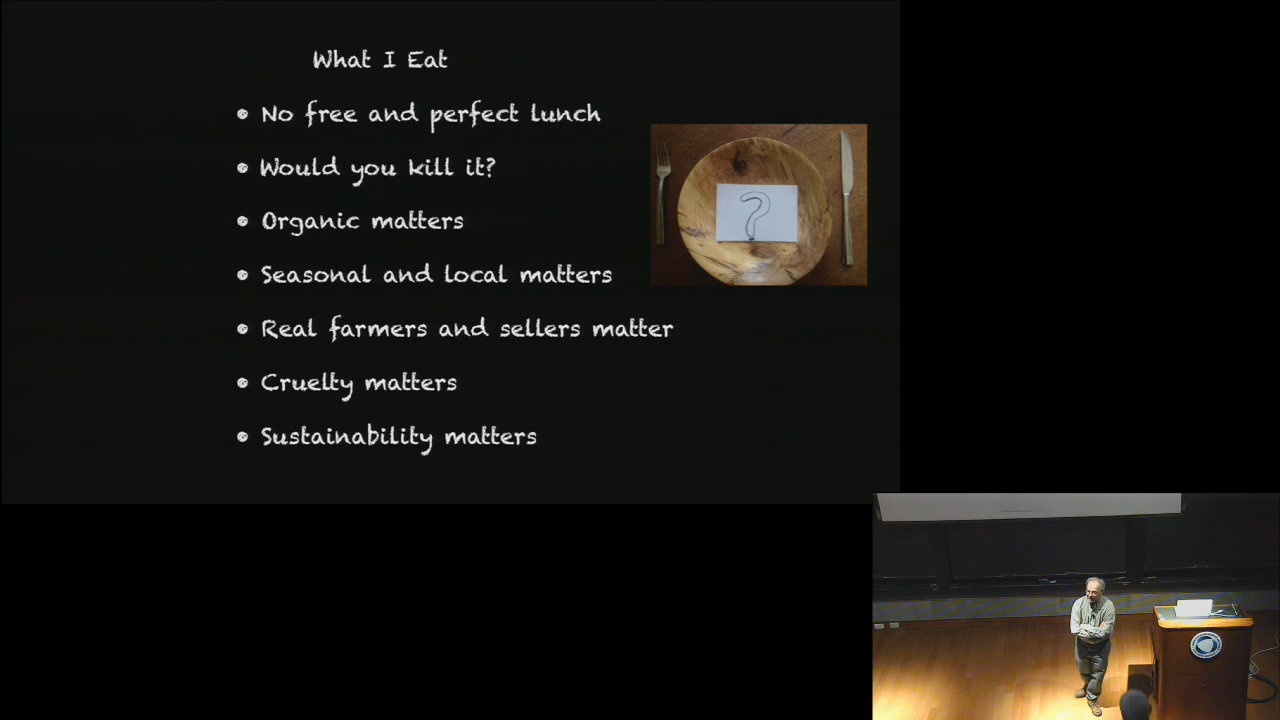 What I Eat
No free and perfect lunch
Would you kill it?
Organic matters
Seasonal and local matters
Real farmers and sellers matter
Cruelty matters
Sustainability matters
?